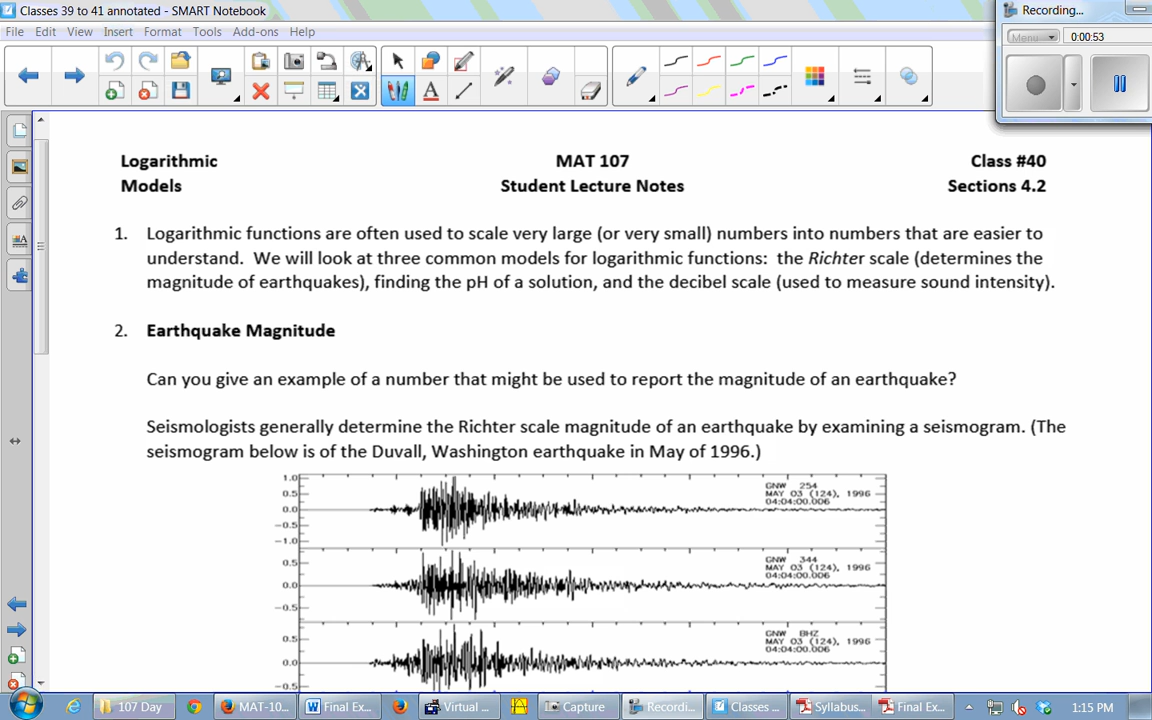 Classes 39 to 41 annotated - SMART Notebook
Recording...
File Edit View Insert Format Tools Add-ons Help
Menu
0:00:53
Logarithmic MAT 107 Class #40
Models Student Lecture Notes Sections 4.2
1. Logarithmic functions are often used to scale very large (or very small) numbers into numbers that are easier to
understand. We will look at three common models for logarithmic functions: the Richter scale (determines the
magnitude of earthquakes), finding the pH of a solution, and the decibel scale (used to measure sound intensity).
2. Earthquake Magnitude
Can you give an example of a number that might be used to report the magnitude of an earthquake?
Seismologists generally determine the Richter scale magnitude of an earthquake by examining a seismogram. (The
seismogram below is of the Duvall, Washington earthquake in May of 1996.)
1.0
0.5
0.0
-0.5
-1.0
GNW 254
MAY 03 (124), 1996
04:04:00.006
0.5
0.0
-0.5
GNW 344
MAY 03 (124), 1996
04:04:00.006
0.5
0.0
-0.5
GNW BHZ
MAY 03 (124), 1996
04:04:00.006
107 Day
MAT-10...
Final Ex...
Virtual ...
Capture
Recordi...
Classes ...
Syllabus...
Final Ex...
1:15 PM